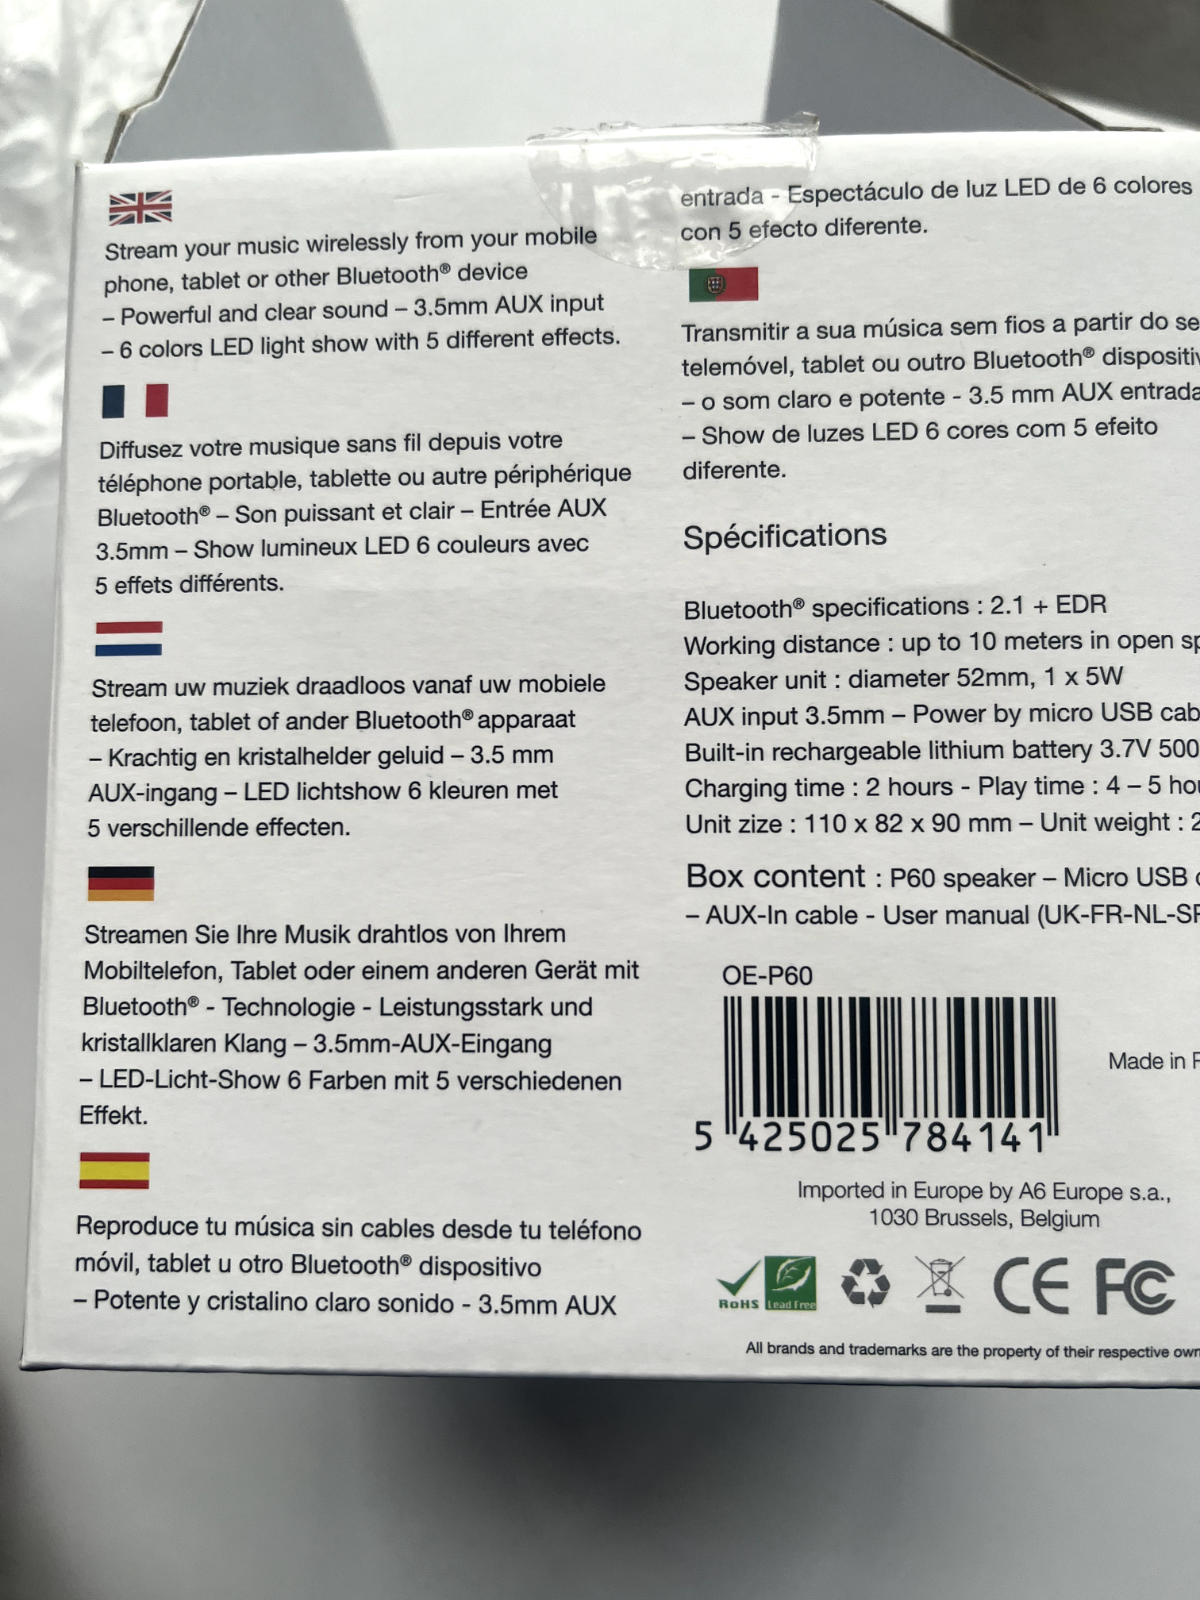 Stream your music wirelessly from your mobile
phone, tablet or other Bluetooth® device
– Powerful and clear sound – 3.5mm AUX input
– 6 colors LED light show with 5 different effects.
Diffusez votre musique sans fil depuis votre
téléphone portable, tablette ou autre périphérique
Bluetooth® – Son puissant et clair – Entrée AUX
3.5mm – Show lumineux LED 6 couleurs avec
5 effets différents.
Stream uw muziek draadloos vanaf uw mobiele
telefoon, tablet of ander Bluetooth® apparaat
– Krachtig en kristalhelder geluid – 3.5 mm
AUX-ingang – LED lichtshow 6 kleuren met
5 verschillende effecten.
Streamen Sie Ihre Musik drahtlos von Ihrem
Mobiltelefon, Tablet oder einem anderen Gerät mit
Bluetooth® - Technologie - Leistungsstark und
kristallklaren Klang – 3.5mm-AUX-Eingang
– LED-Licht-Show 6 Farben mit 5 verschiedenen
Effekt.
Reproduce tu música sin cables desde tu teléfono
móvil, tablet u otro Bluetooth® dispositivo
– Potente y cristalino claro sonido - 3.5mm AUX
entrada - Espectáculo de luz LED de 6 colores
con 5 efecto diferente.
Transmitir a sua música sem fios a partir do
telemóvel, tablet ou outro Bluetooth®
– o som claro e potente - 3.5 mm AUX entrada
– Show de luzes LED 6 cores com 5 efeito
diferente.
Spécifications
Bluetooth® specifications : 2.1 + EDR
Working distance : up to 10 meters in open
Speaker unit : diameter 52mm, 1 x 5W
AUX input 3.5mm – Power by micro USB
Built-in rechargeable lithium battery 3.7V
Charging time : 2 hours - Play time : 4 – 5
Unit zize : 110 x 82 x 90 mm – Unit weight :
Box content : P60 speaker – Micro USB
– AUX-In cable - User manual (UK-FR-NL-
OE-P60
5 425025 784141
Made in
Imported in Europe by A6 Europe s.a.,
1030 Brussels, Belgium
RoHS Lead Free CE FC
All brands and trademarks are the property of their respective